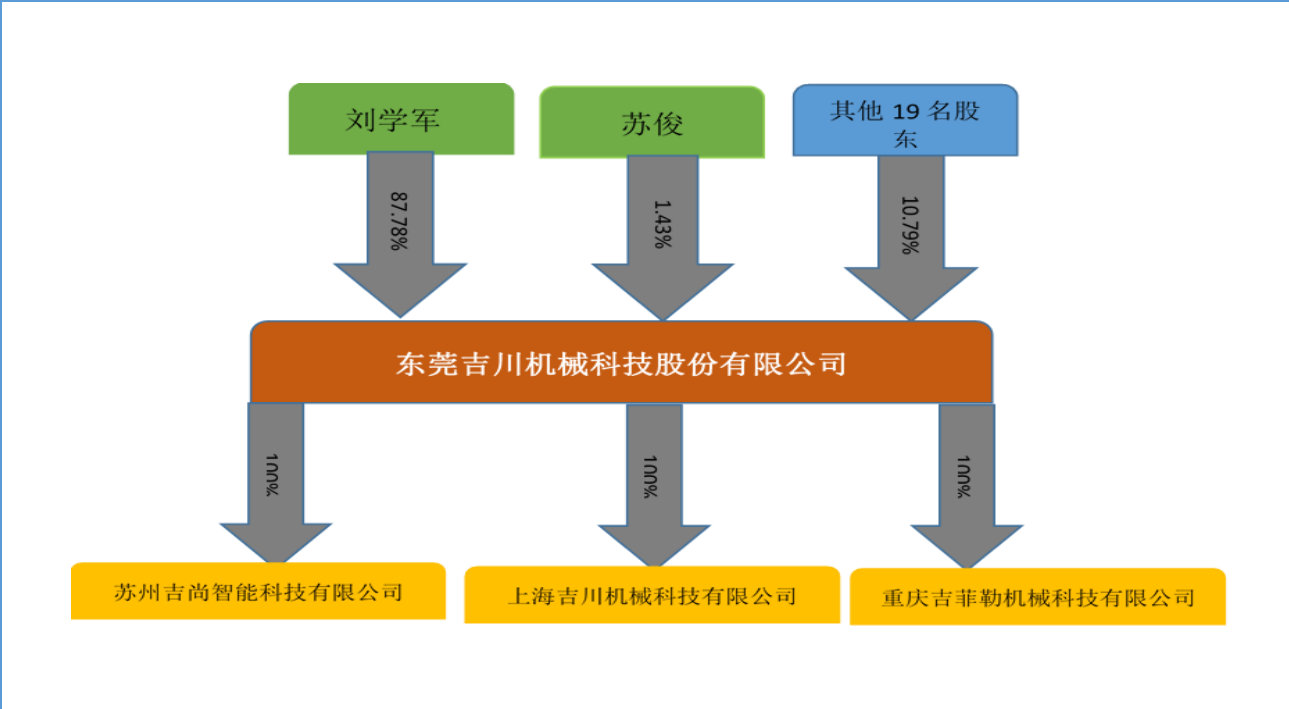 刘学军
苏俊
其他 19 名股
东
87.78%
1.43%
10.79%
东莞吉川机械科技股份有限公司
100%
100%
100%
苏州吉尚智能科技有限公司
上海吉川机械科技有限公司
重庆吉菲勒机械科技有限公司